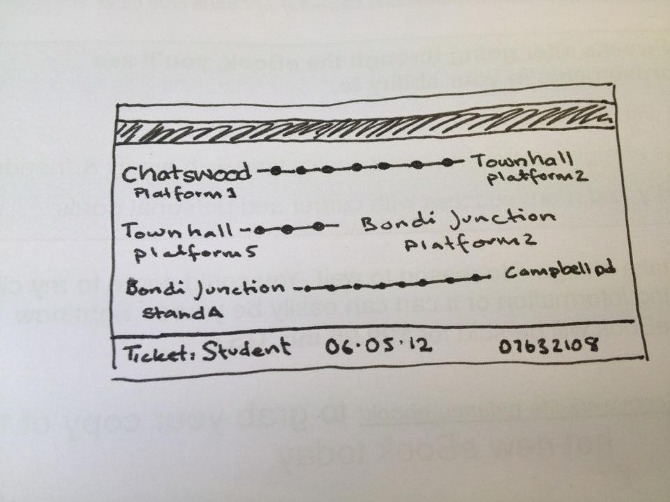 Chatswood Townhall
Platform 1 platform 2
Townhall Bondi Junction
platform 5 Platform 2
Bondi Junction Campbell pd
Stand A
Ticket: Student 06.05.12 07632108